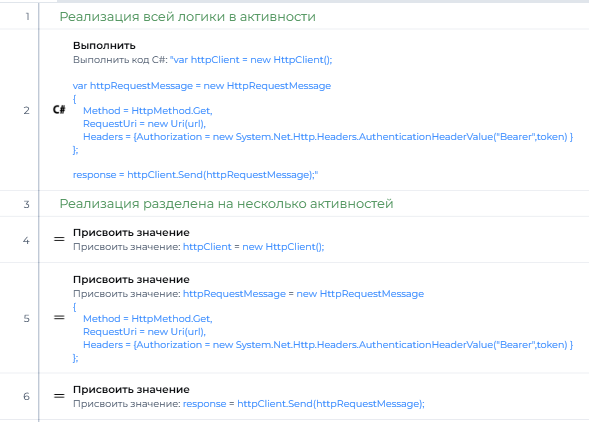 1 Реализация всей логики в активности
Выполнить
Выполнить код C#: "var httpClient = new HttpClient();
var httpRequestMessage = new HttpRequestMessage
{
2 C# Method = HttpMethod.Get,
RequestUri = new Uri(url),
Headers = {Authorization = new System.Net.Http.Headers.AuthenticationHeaderValue("Bearer",token) }
};
response = httpClient.Send(httpRequestMessage);"
3 Реализация разделена на несколько активностей
Присвоить значение
4 = Присвоить значение: httpClient = new HttpClient();
Присвоить значение
Присвоить значение: httpRequestMessage = new HttpRequestMessage
{
5 = Method = HttpMethod.Get,
RequestUri = new Uri(url),
Headers = {Authorization = new System.Net.Http.Headers.AuthenticationHeaderValue("Bearer",token) }
};
Присвоить значение
6 = Присвоить значение: response = httpClient.Send(httpRequestMessage);